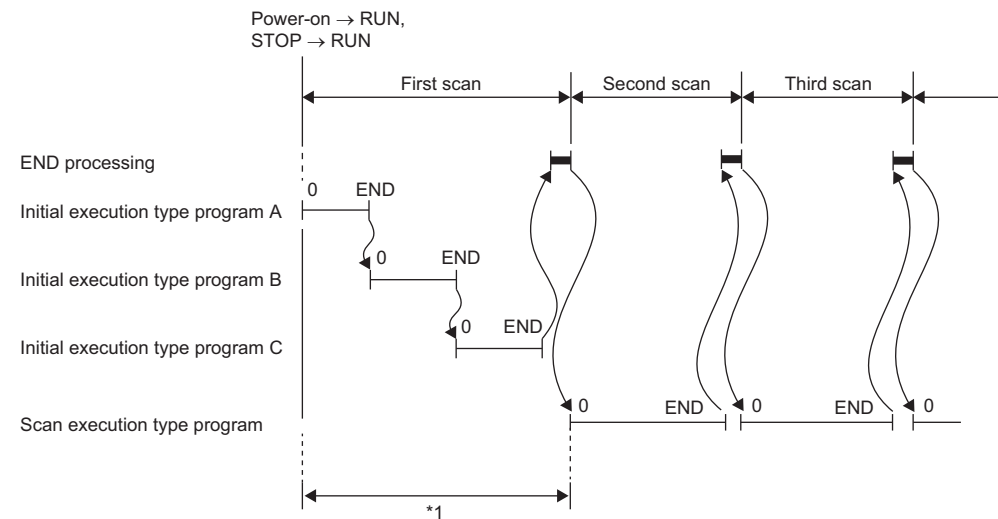 Power-on → RUN,
STOP → RUN
First scan Second scan Third scan
END processing
0 END
Initial execution type program A
0 END
Initial execution type program B
0 END
Initial execution type program C
0 END 0 END 0
Scan execution type program
*1